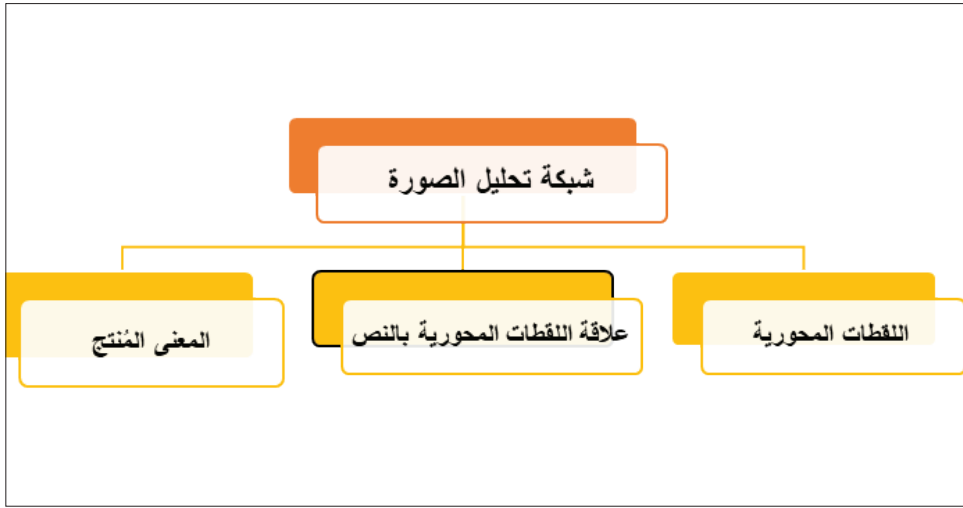 شبكة تحليل الصورة
اللقطات المحورية
علاقة اللقطات المحورية بالنص
المعنى المُنتج